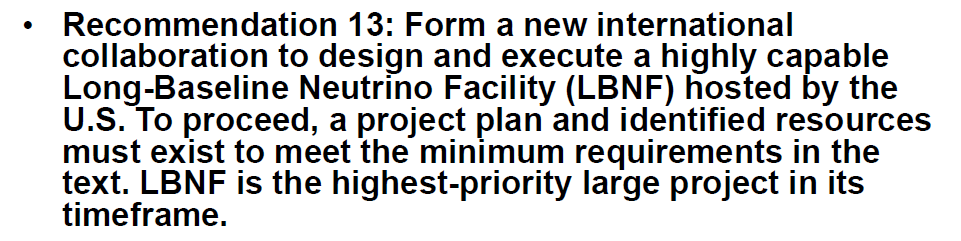 • Recommendation 13: Form a new international
collaboration to design and execute a highly capable
Long-Baseline Neutrino Facility (LBNF) hosted by the
U.S. To proceed, a project plan and identified resources
must exist to meet the minimum requirements in the
text. LBNF is the highest-priority large project in its
timeframe.